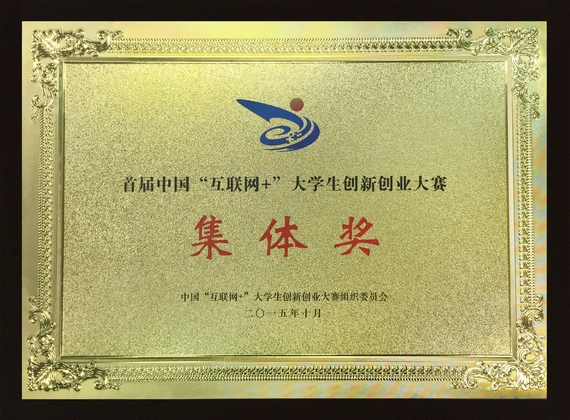 首届中国“互联网+”大学生创新创业大赛
集体奖
中国“互联网+”大学生创新创业大赛组织委员会
二〇一五年十月